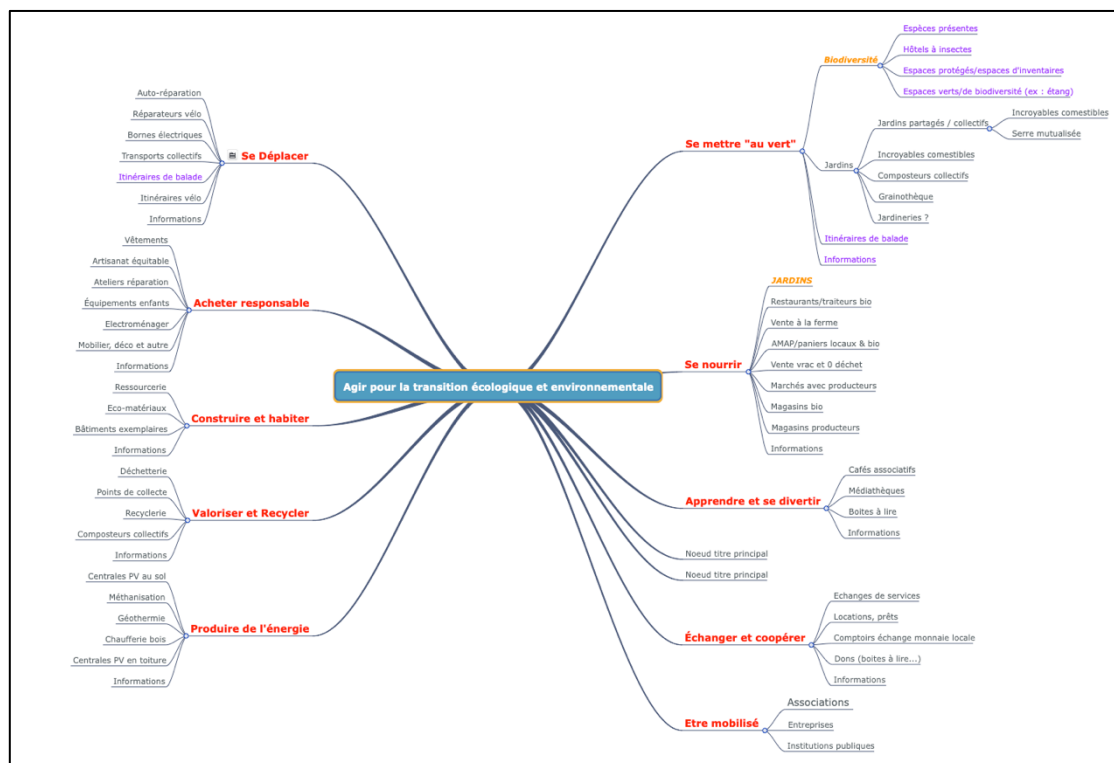 Agir pour la transition écologique et environnementale
Se Déplacer
Auto-réparation
Réparateurs vélo
Bornes électriques
Transports collectifs
Itinéraires de balade
Itinéraires vélo
Informations
Acheter responsable
Vêtements
Artisanat équitable
Ateliers réparation
Équipements enfants
Electroménager
Mobilier, déco et autre
Informations
Construire et habiter
Ressourcerie
Eco-matériaux
Bâtiments exemplaires
Informations
Valoriser et Recycler
Déchetterie
Points de collecte
Recyclerie
Composteurs collectifs
Informations
Produire de l'énergie
Centrales PV au sol
Méthanisation
Géothermie
Chaufferie bois
Centrales PV en toiture
Informations
Se mettre "au vert"
Biodiversité
Espèces présentes
Hôtels à insectes
Espaces protégés/espaces d'inventaires
Espaces verts/de biodiversité (ex : étang)
Jardins
Jardins partagés / collectifs
Incroyables comestibles
Serre mutualisée
Incroyables comestibles
Composteurs collectifs
Grainothèque
Jardineries ?
Itinéraires de balade
Informations
Se nourrir
JARDINS
Restaurants/traiteurs bio
Vente à la ferme
AMAP/paniers locaux & bio
Vente vrac et 0 déchet
Marchés avec producteurs
Magasins bio
Magasins producteurs
Informations
Apprendre et se divertir
Cafés associatifs
Médiathèques
Boites à lire
Informations
Noeud titre principal
Noeud titre principal
Échanger et coopérer
Echanges de services
Locations, prêts
Comptoirs échange monnaie locale
Dons (boites à lire...)
Informations
Etre mobilisé
Associations
Entreprises
Institutions publiques